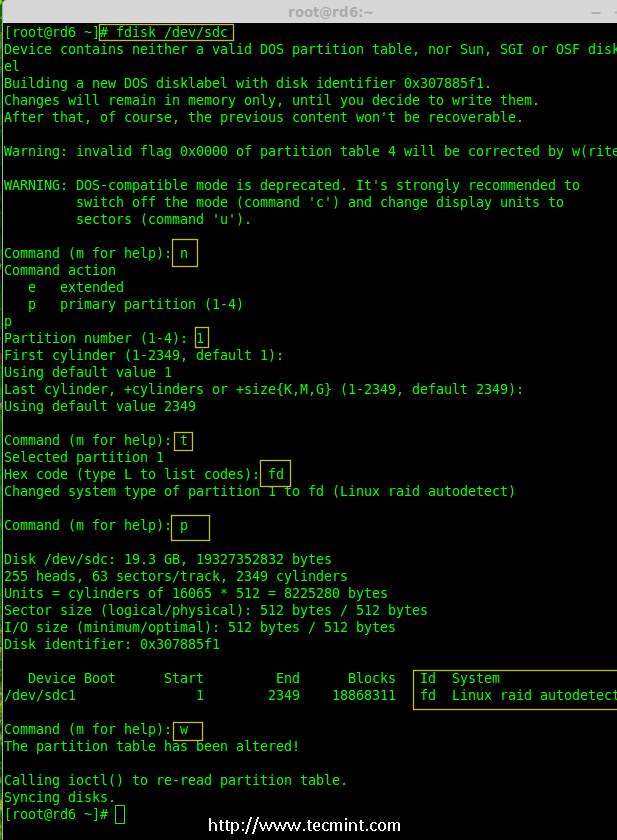 root@rd6:~
[root@rd6 ~]# fdisk /dev/sdc
Device contains neither a valid DOS partition table, nor Sun, SGI or OSF disk
el
Building a new DOS disklabel with disk identifier 0x307885f1.
Changes will remain in memory only, until you decide to write them.
After that, of course, the previous content won't be recoverable.
Warning: invalid flag 0x0000 of partition table 4 will be corrected by w(rite
WARNING: DOS-compatible mode is deprecated. It's strongly recommended to
switch off the mode (command 'c') and change display units to
sectors (command 'u').
Command (m for help): n
Command action
e   extended
p   primary partition (1-4)
p
Partition number (1-4): 1
First cylinder (1-2349, default 1):
Using default value 1
Last cylinder, +cylinders or +size{K,M,G} (1-2349, default 2349):
Using default value 2349
Command (m for help): t
Selected partition 1
Hex code (type L to list codes): fd
Changed system type of partition 1 to fd (Linux raid autodetect)
Command (m for help): p
Disk /dev/sdc: 19.3 GB, 19327352832 bytes
255 heads, 63 sectors/track, 2349 cylinders
Units = cylinders of 16065 * 512 = 8225280 bytes
Sector size (logical/physical): 512 bytes / 512 bytes
I/O size (minimum/optimal): 512 bytes / 512 bytes
Disk identifier: 0x307885f1
Device Boot      Start         End      Blocks   Id  System
/dev/sdc1               1        2349    18868311   fd  Linux raid autodetect
Command (m for help): w
The partition table has been altered!
Calling ioctl() to re-read partition table.
Syncing disks.
[root@rd6 ~]#
http://www.tecmint.com